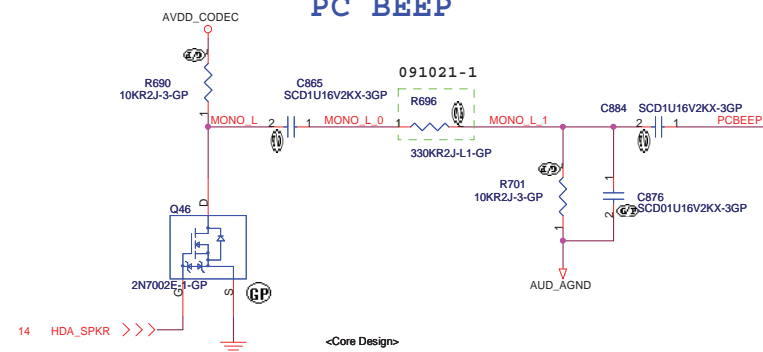 PC BEEP
AVDD_CODEC
2
R690
10KR2J-3-GP
1
C865
SCD1U16V2KX-3GP
MONO_L
2
1
MONO_L_0
091021-1
R696
1
330KR2J-L1-GP
MONO_L_1
C884
SCD1U16V2KX-3GP
2
1
PCBEEP
R701
10KR2J-3-GP
1
1
2
C876
SCD01U16V2KX-3GP
AUD_AGND
Q46
D
2N7002E-1-GP
G
S
GP
14
HDA_SPKR
<Core Design>